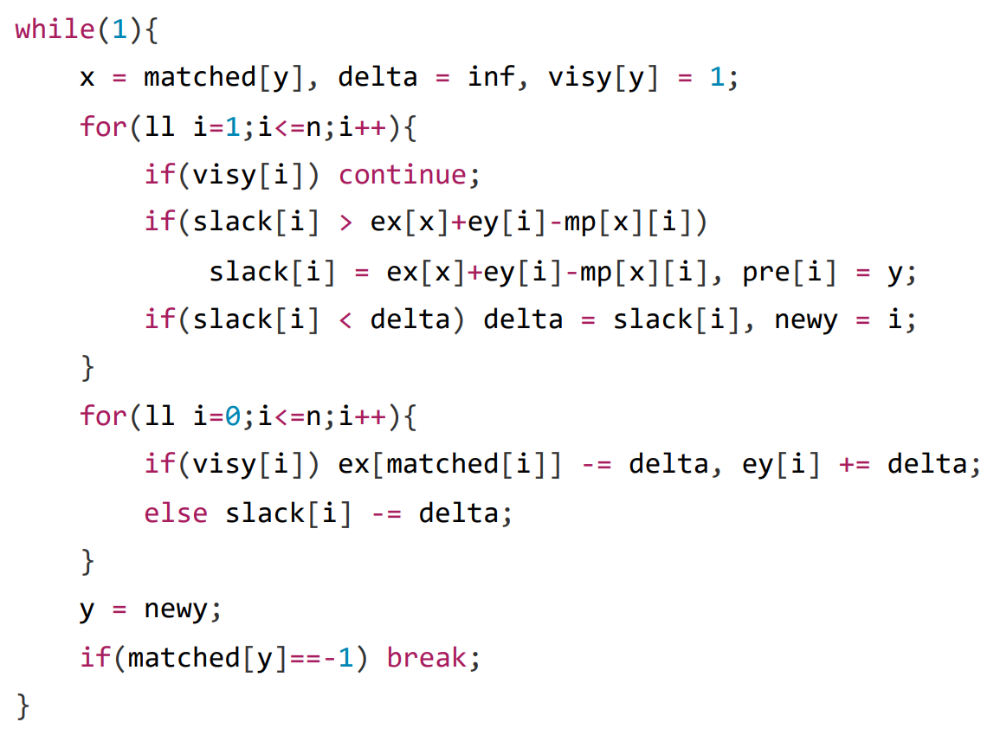 while(1){
    x = matched[y], delta = inf, visy[y] = 1;
    for(ll i=1;i<=n;i++){
        if(visy[i]) continue;
        if(slack[i] > ex[x]+ey[i]-mp[x][i])
            slack[i] = ex[x]+ey[i]-mp[x][i], pre[i] = y;
        if(slack[i] < delta) delta = slack[i], newy = i;
    }
    for(ll i=0;i<=n;i++){
        if(visy[i]) ex[matched[i]] -= delta, ey[i] += delta;
        else slack[i] -= delta;
    }
    y = newy;
    if(matched[y]==-1) break;
}